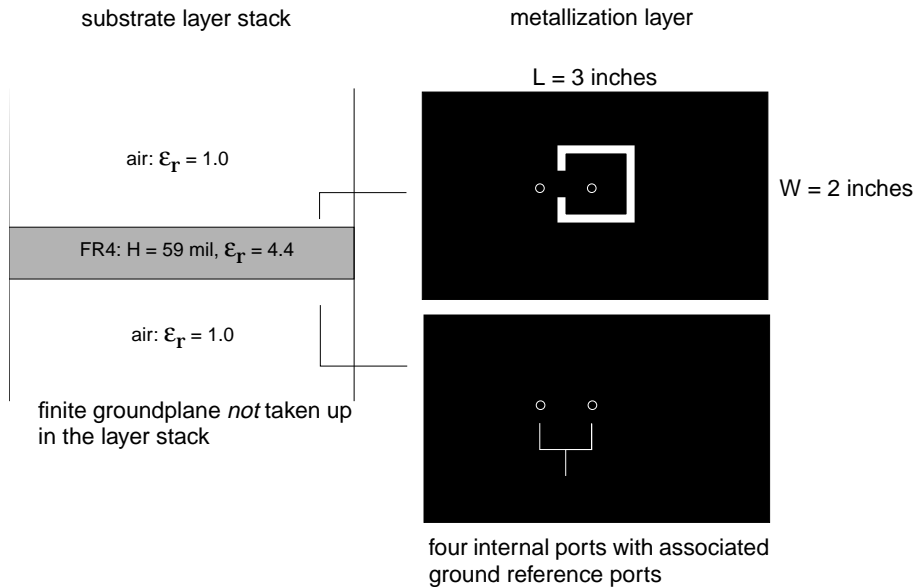 substrate layer stack
metallization layer
L = 3 inches
air: εr = 1.0
W = 2 inches
FR4: H = 59 mil, εr = 4.4
air: εr = 1.0
finite groundplane not taken up
in the layer stack
four internal ports with associated
ground reference ports